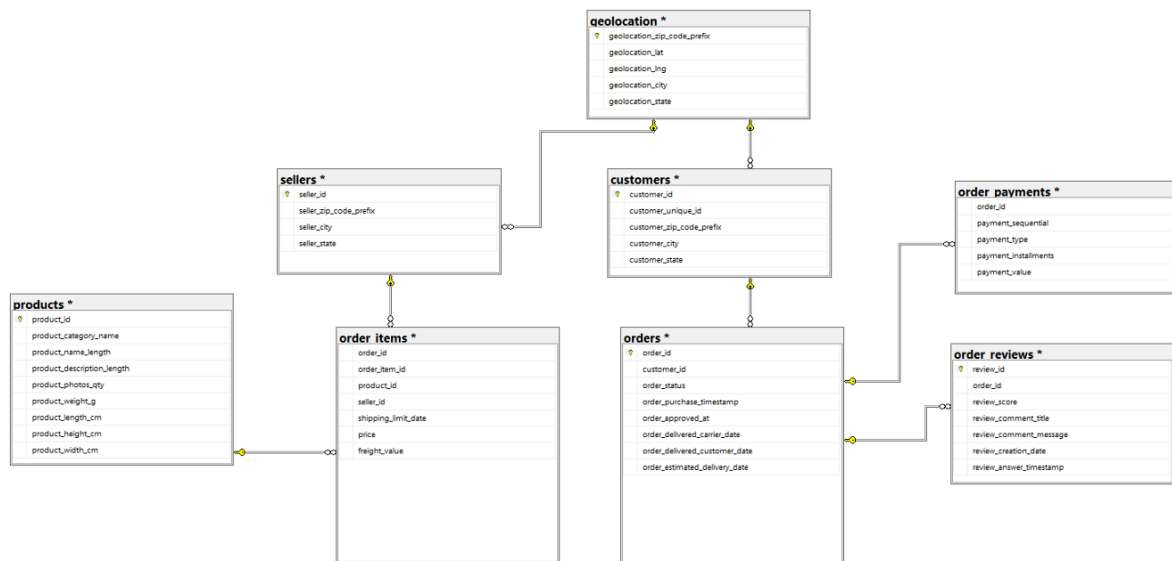 geolocation *
geolocation_zip_code_prefix
geolocation_lat
geolocation_lng
geolocation_city
geolocation_state
sellers *
seller_id
seller_zip_code_prefix
seller_city
seller_state
customers *
customer_id
customer_unique_id
customer_zip_code_prefix
customer_city
customer_state
order_payments *
order_id
payment_sequential
payment_type
payment_installments
payment_value
products *
product_id
product_category_name
product_name_length
product_description_length
product_photos_qty
product_weight_g
product_length_cm
product_height_cm
product_width_cm
order_items *
order_id
order_item_id
product_id
seller_id
shipping_limit_date
price
freight_value
orders *
order_id
customer_id
order_status
order_purchase_timestamp
order_approved_at
order_delivered_carrier_date
order_delivered_customer_date
order_estimated_delivery_date
order_reviews *
review_id
order_id
review_score
review_comment_title
review_comment_message
review_creation_date
review_answer_timestamp